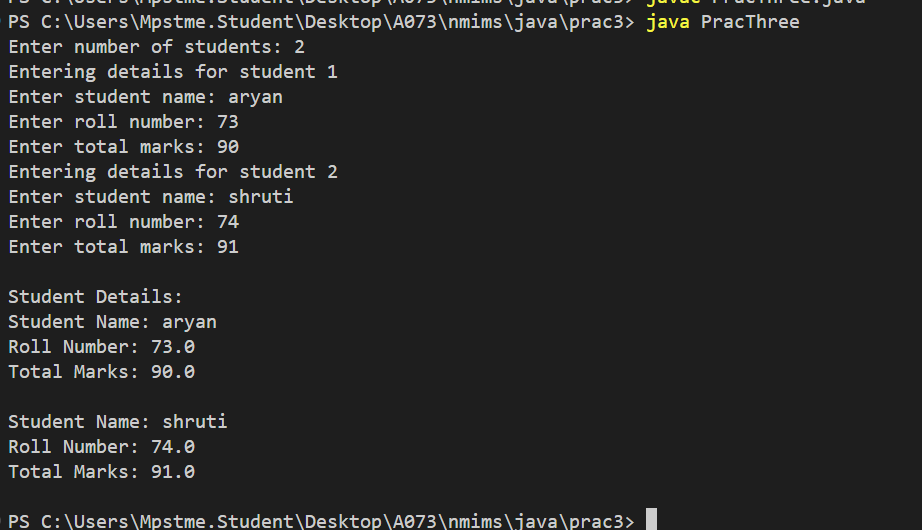 PS C:\Users\Mpstme.Student\Desktop\A073\nmims\java\prac3> javac PracThree.java
PS C:\Users\Mpstme.Student\Desktop\A073\nmims\java\prac3> java PracThree
Enter number of students: 2
Entering details for student 1
Enter student name: aryan
Enter roll number: 73
Enter total marks: 90
Entering details for student 2
Enter student name: shruti
Enter roll number: 74
Enter total marks: 91
Student Details:
Student Name: aryan
Roll Number: 73.0
Total Marks: 90.0
Student Name: shruti
Roll Number: 74.0
Total Marks: 91.0
PS C:\Users\Mpstme.Student\Desktop\A073\nmims\java\prac3>